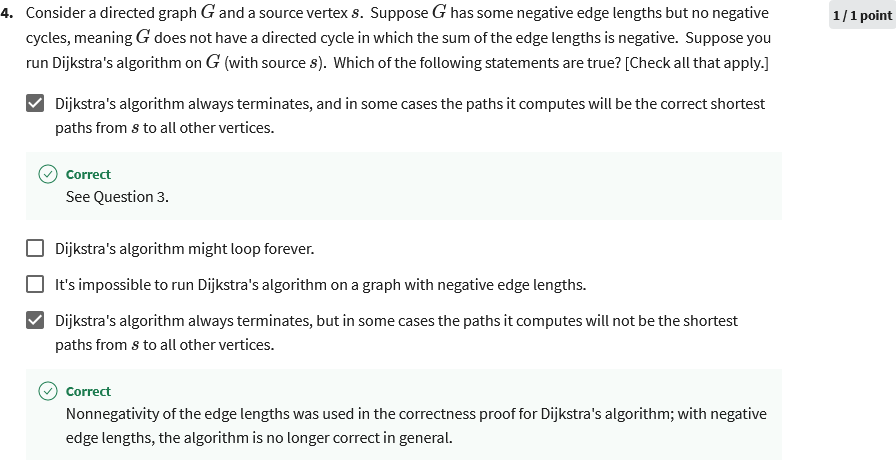 4. Consider a directed graph G and a source vertex s. Suppose G has some negative edge lengths but no negative
1 / 1 point
cycles, meaning G does not have a directed cycle in which the sum of the edge lengths is negative. Suppose you
run Dijkstra's algorithm on G (with source s). Which of the following statements are true? [Check all that apply.]
Dijkstra's algorithm always terminates, and in some cases the paths it computes will be the correct shortest
paths from s to all other vertices.
Correct
See Question 3.
Dijkstra's algorithm might loop forever.
It's impossible to run Dijkstra's algorithm on a graph with negative edge lengths.
Dijkstra's algorithm always terminates, but in some cases the paths it computes will not be the shortest
paths from s to all other vertices.
Correct
Nonnegativity of the edge lengths was used in the correctness proof for Dijkstra's algorithm; with negative
edge lengths, the algorithm is no longer correct in general.